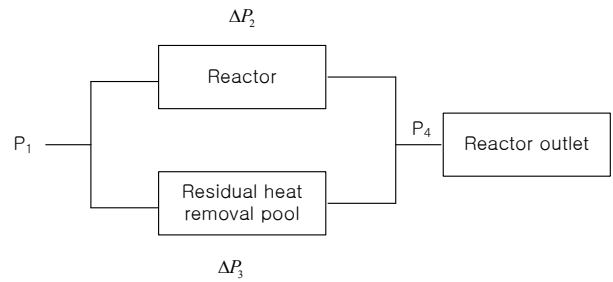 ΔP₂
Reactor
P₁
P₄
Reactor outlet
Residual heat
removal pool
ΔP₃